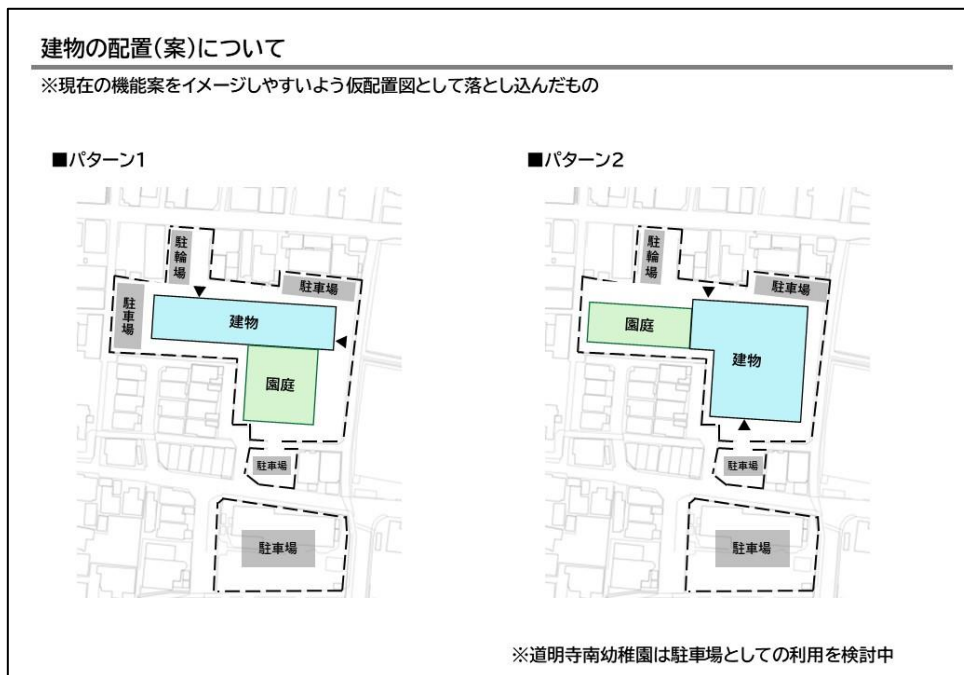 建物の配置(案)について
※現在の機能案をイメージしやすいよう仮配置図として落とし込んだもの
■パターン1
駐輪場
駐車場
駐車場
建物
園庭
駐車場
駐車場
■パターン2
駐輪場
駐車場
園庭
建物
駐車場
駐車場
※道明寺南幼稚園は駐車場としての利用を検討中